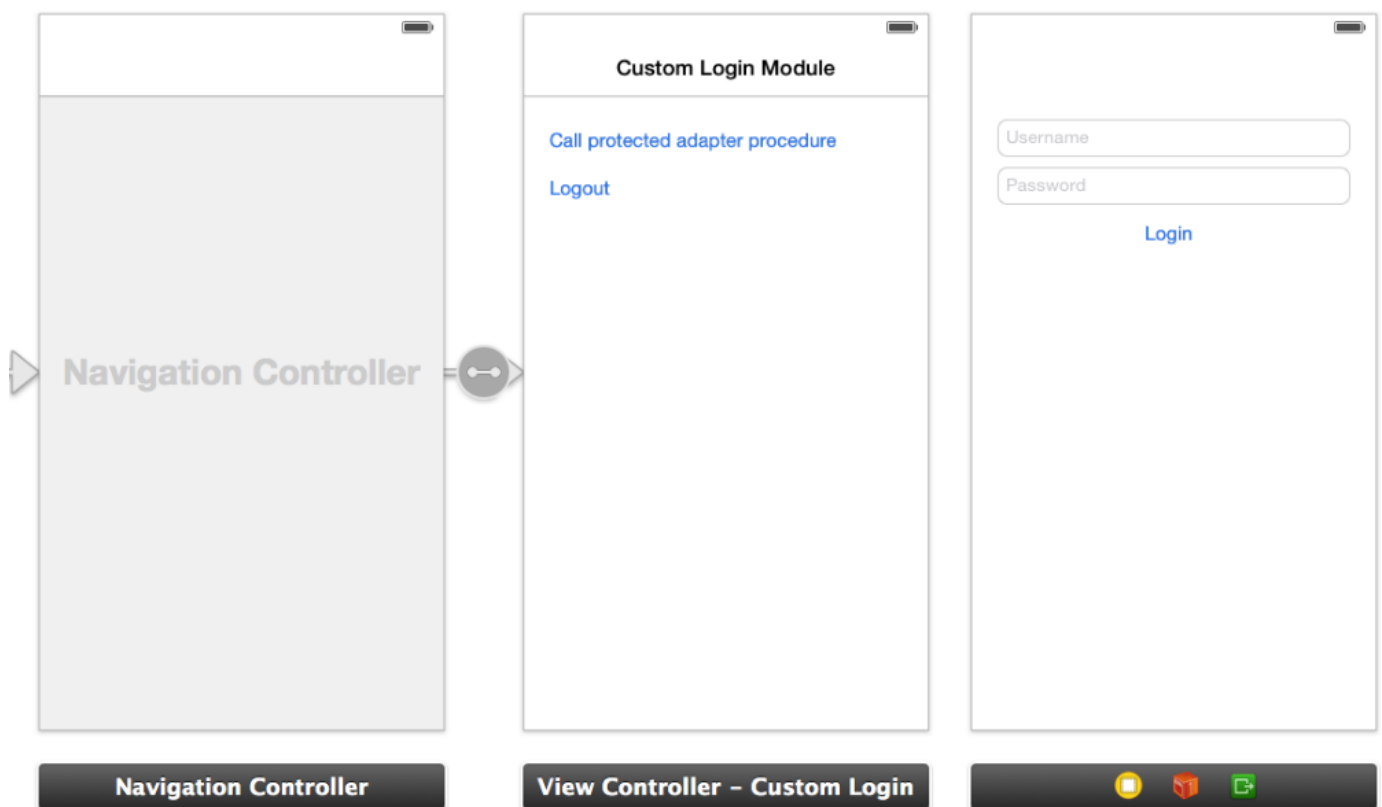 Navigation Controller
Navigation Controller
Custom Login Module
Call protected adapter procedure
Logout
View Controller – Custom Login
Username
Password
Login